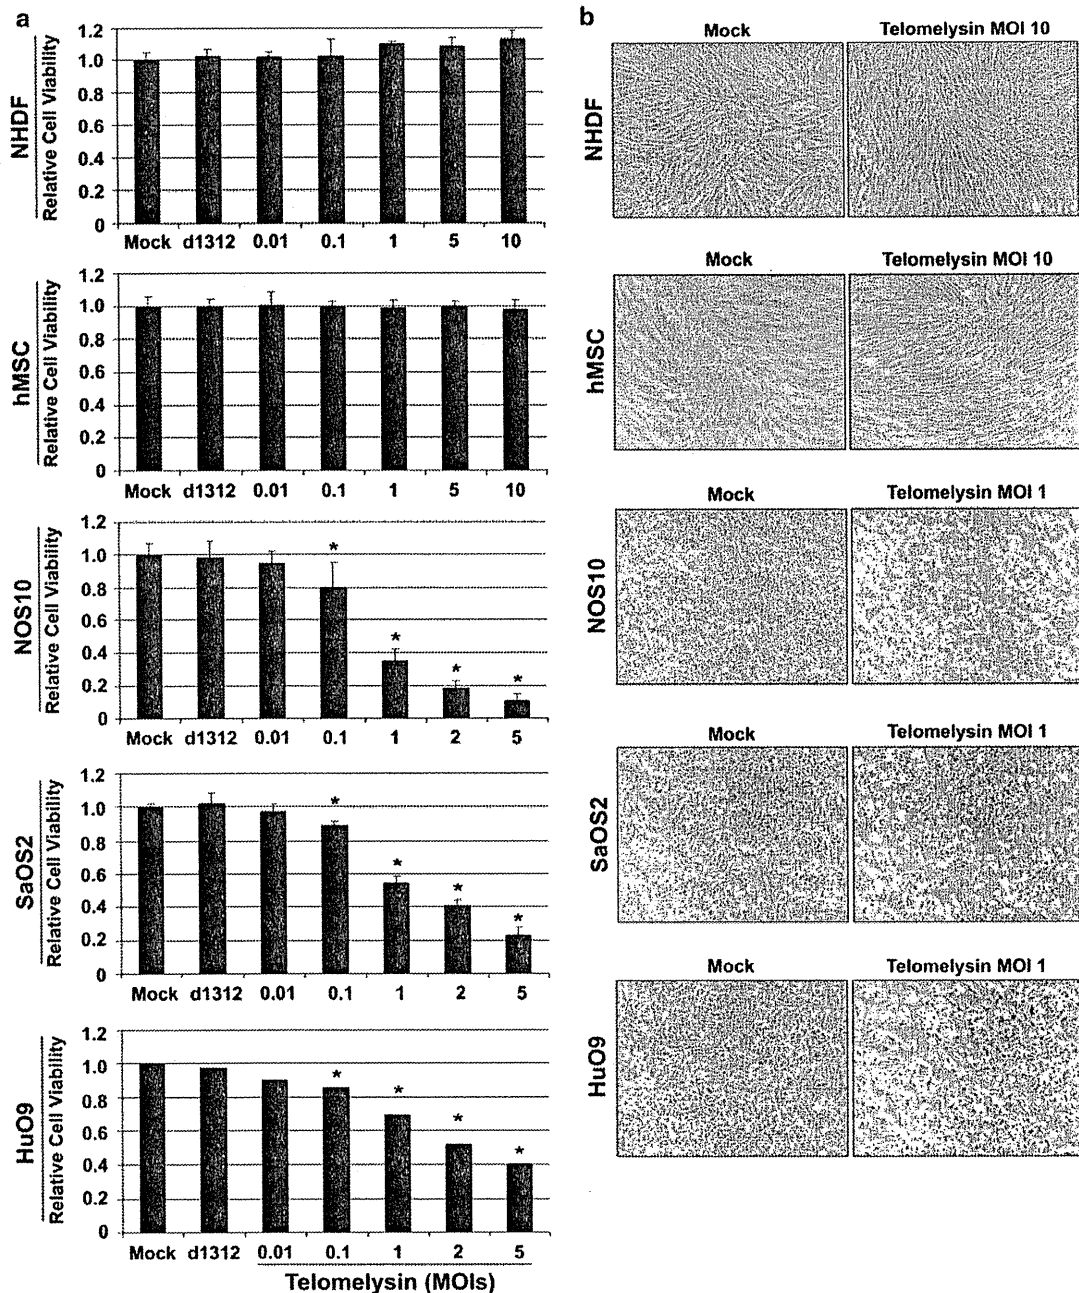 a
NHDF
Relative Cell Viability
1.2
1.0
0.8
0.6
0.4
0.2
0
Mock d1312 0.01 0.1 1 5 10
hMSC
Relative Cell Viability
1.2
1.0
0.8
0.6
0.4
0.2
0
Mock d1312 0.01 0.1 1 5 10
NOS10
Relative Cell Viability
1.2
1.0
0.8
0.6
0.4
0.2
0
* * * *
Mock d1312 0.01 0.1 1 2 5
SaOS2
Relative Cell Viability
1.2
1.0
0.8
0.6
0.4
0.2
0
* * * *
Mock d1312 0.01 0.1 1 2 5
HuO9
Relative Cell Viability
1.2
1.0
0.8
0.6
0.4
0.2
0
* * * *
Mock d1312 0.01 0.1 1 2 5
Telomelysin (MOIs)
b
Mock Telomelysin MOI 10
NHDF
Mock Telomelysin MOI 10
hMSC
Mock Telomelysin MOI 1
NOS10
Mock Telomelysin MOI 1
SaOS2
Mock Telomelysin MOI 1
HuO9